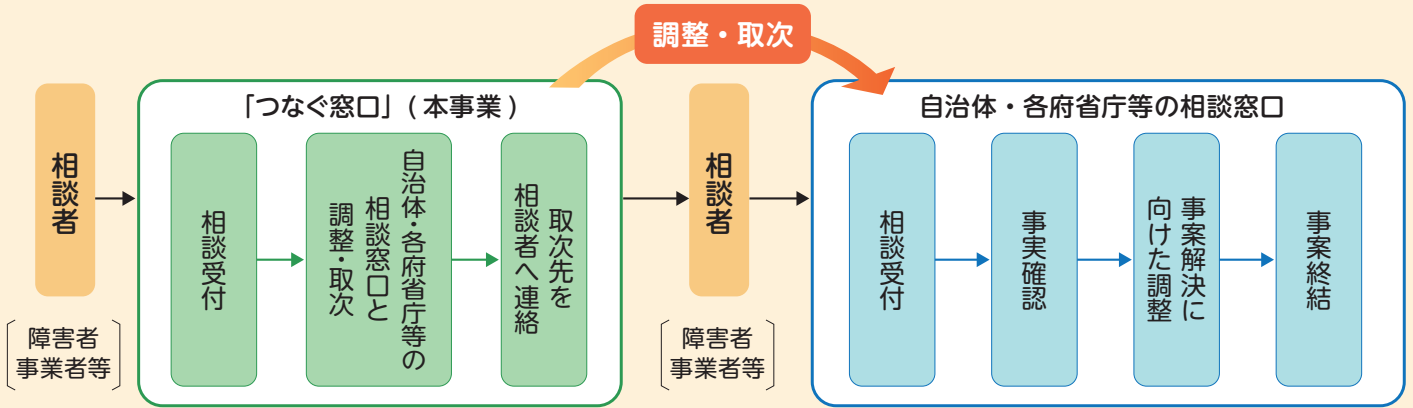 調整・取次
相談者
障害者
事業者等
「つなぐ窓口」(本事業)
相談受付
自治体・各府省庁等の
相談窓口と
調整・取次
取次先を
相談者へ連絡
相談者
障害者
事業者等
自治体・各府省庁等の相談窓口
相談受付
事実確認
事案解決に
向けた調整
事案終結